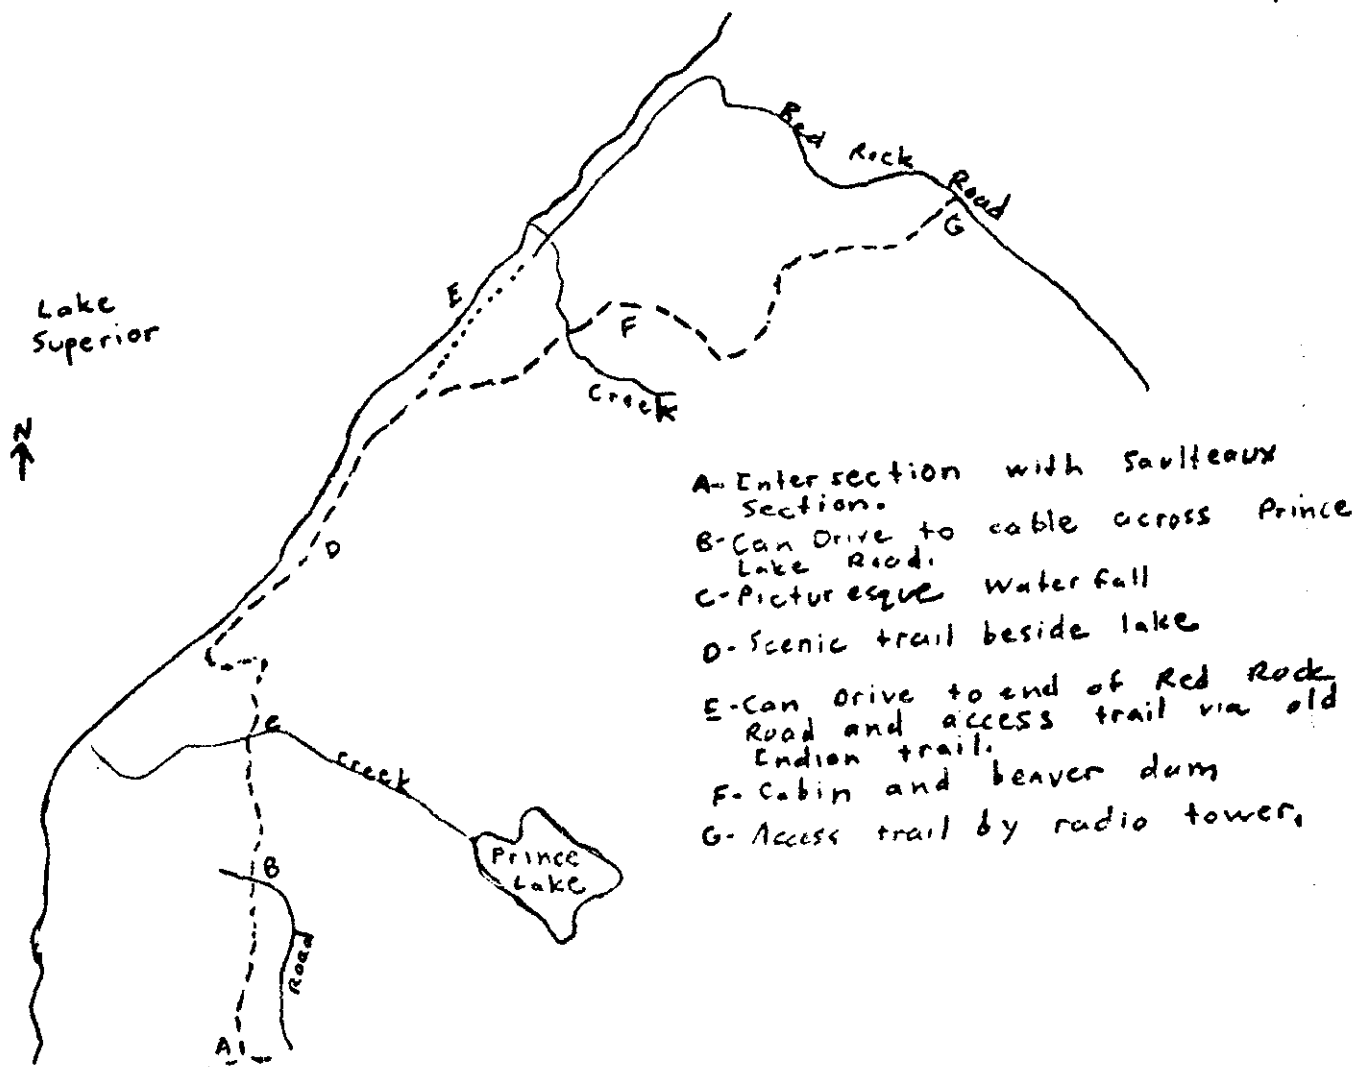 Red Rock Road
G
E
Lake
Superior
F
N
Creek
A- Intersection with Saulteaux
Section.
B- Can Drive to cable across Prince
Lake Road.
C- Picturesque Waterfall
D
D- Scenic trail beside lake
E- Can Drive to end of Red Rock
Road and access trail via old
Indian trail.
C
Creek
F- Cabin and beaver dam
G- Access trail by radio tower.
Prince
Lake
B
Road
A